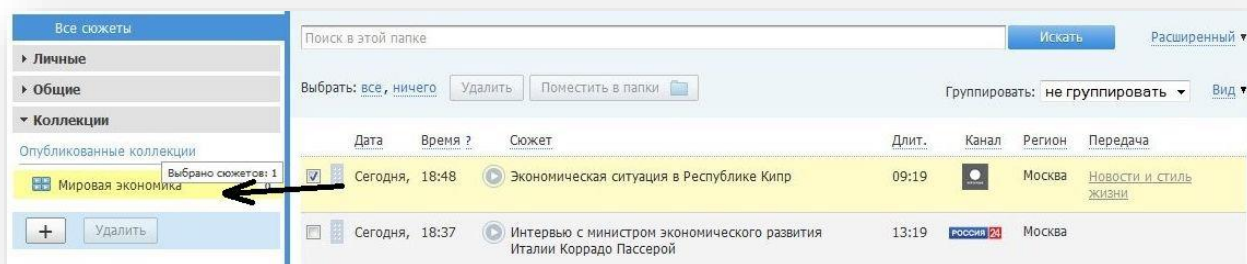 Все сюжеты
Личные
Общие
Коллекции
Опубликованные коллекции
Выбрано сюжетов: 1
Мировая экономика
+ Удалить
Поиск в этой папке Искать Расширенный
Выбрать: все, ничего Удалить Поместить в папки Группировать: не группировать Вид
Дата Время ? Сюжет Длит. Канал Регион Передача
Сегодня, 18:48 Экономическая ситуация в Республике Кипр 09:19 Москва Новости и стиль
жизни
Сегодня, 18:37 Интервью с министром экономического развития 13:19 РОССИЯ 24 Москва
Италии Коррадо Пассерой